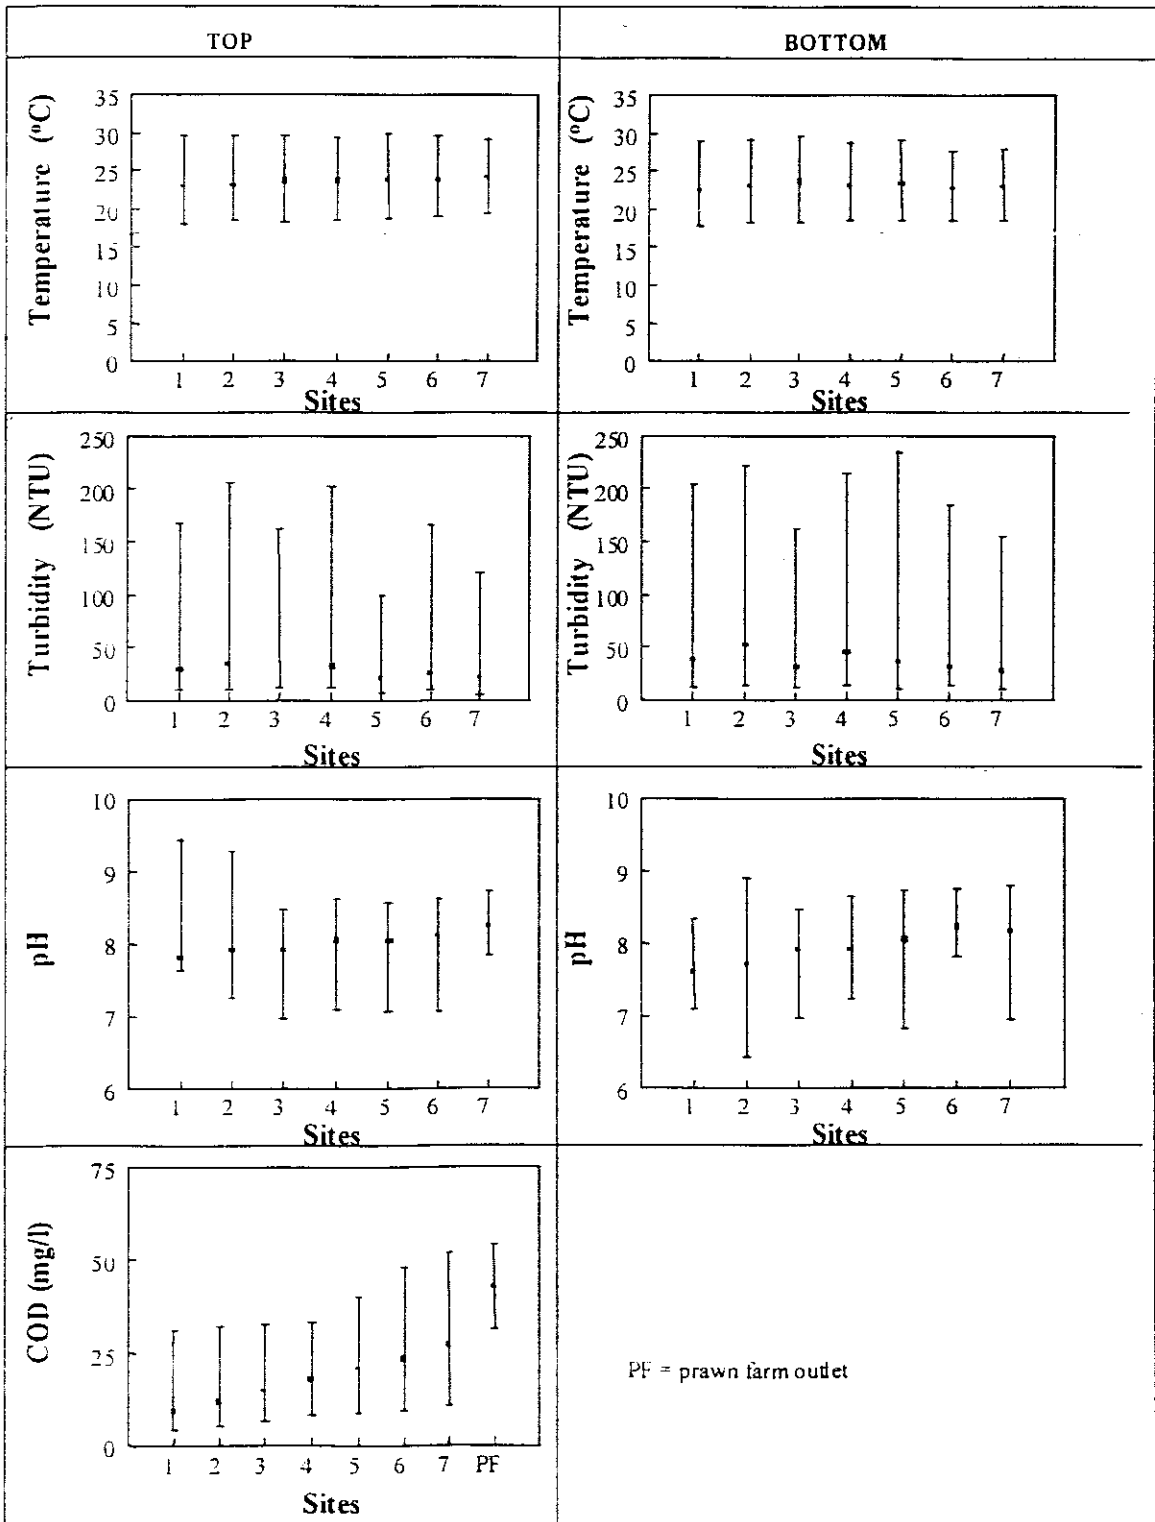 TOP
BOTTOM
Temperature (ºC)
35
30
25
20
15
10
5
0
1 2 3 4 5 6 7
Sites
Temperature (ºC)
35
30
25
20
15
10
5
0
1 2 3 4 5 6 7
Sites
Turbidity (NTU)
250
200
150
100
50
0
1 2 3 4 5 6 7
Sites
Turbidity (NTU)
250
200
150
100
50
0
1 2 3 4 5 6 7
Sites
pH
10
9
8
7
6
1 2 3 4 5 6 7
Sites
pH
10
9
8
7
6
1 2 3 4 5 6 7
Sites
COD (mg/l)
75
50
25
0
1 2 3 4 5 6 7 PF
Sites
PF = prawn farm outlet